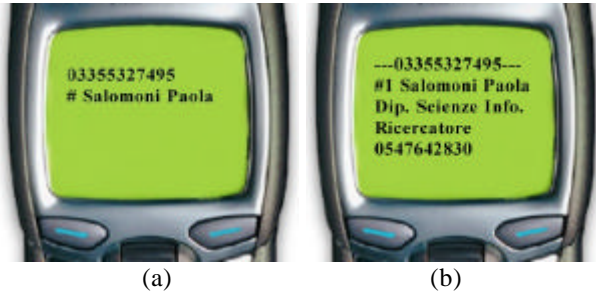 03355327495
# Salomoni Paola
---03355327495---
#1 Salomoni Paola
Dip. Scienze Info.
Ricercatore
0547642830
(a)
(b)